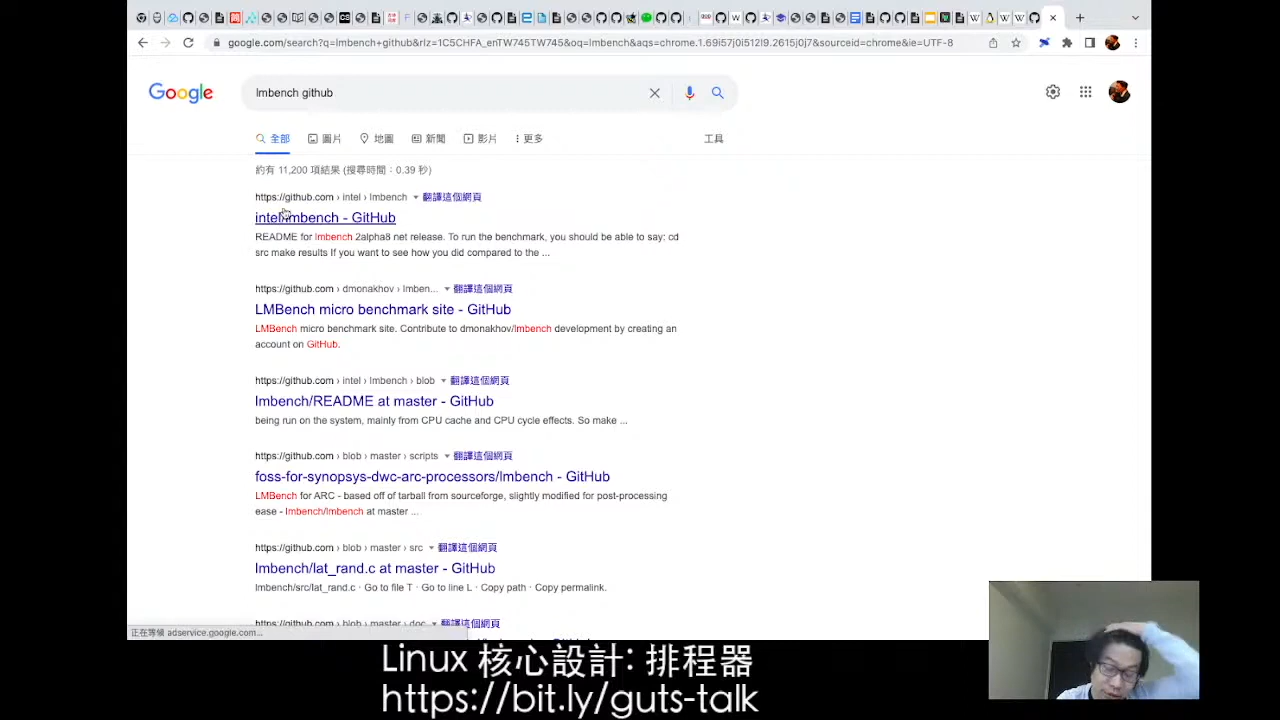 google.com/search?q=lmbench+github&rlz=1C5CHFA_enTW745TW745&oq=lmbench&aqs=chrome.1.69i57j0i512l9.2615j0j7&sourceid=chrome&ie=UTF-8
Google
lmbench github
全部 圖片 地圖 新聞 影片 更多 工具
約有 11,200 項結果 (搜尋時間：0.39 秒)
https://github.com › intel › lmbench 翻譯這個網頁
intel/lmbench - GitHub
README for lmbench 2alpha8 net release. To run the benchmark, you should be able to say: cd
src make results If you want to see how you did compared to the ...
https://github.com › dmonakhov › lmben... 翻譯這個網頁
LMBench micro benchmark site - GitHub
LMBench micro benchmark site. Contribute to dmonakhov/lmbench development by creating an
account on GitHub.
https://github.com › intel › lmbench › blob 翻譯這個網頁
lmbench/README at master - GitHub
being run on the system, mainly from CPU cache and CPU cycle effects. So make ...
https://github.com › blob › master › scripts 翻譯這個網頁
foss-for-synopsys-dwc-arc-processors/lmbench - GitHub
LMBench for ARC - based off of tarball from sourceforge, slightly modified for post-processing
ease - lmbench/lmbench at master ...
https://github.com › blob › master › src 翻譯這個網頁
lmbench/lat_rand.c at master - GitHub
lmbench/src/lat_rand.c · Go to file T · Go to line L · Copy path · Copy permalink.
https://github.com › blob › master › doc 翻譯這個網頁
正在等候 adservice.google.com...
Linux 核心設計: 排程器
https://bit.ly/guts-talk